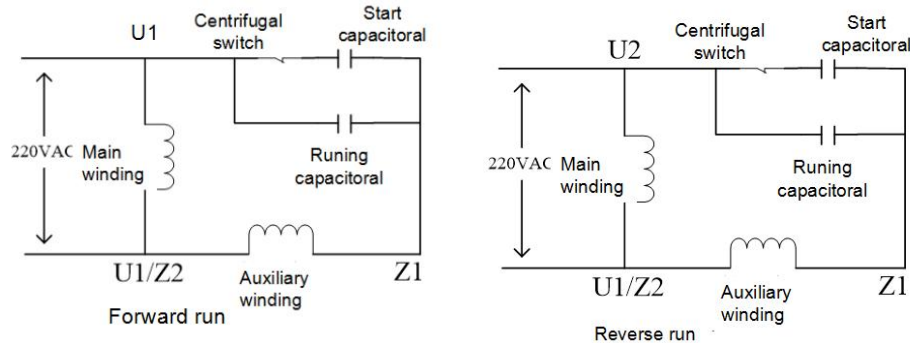 U1
Centrifugal
switch
Start
capacitoral
220VAC
Main
winding
Runing
capacitoral
U1/Z2
Auxiliary
winding
Z1
Forward run
U2
Centrifugal
switch
Start
capacitoral
220VAC
Main
winding
Runing
capacitoral
U1/Z2
Auxiliary
winding
Z1
Reverse run